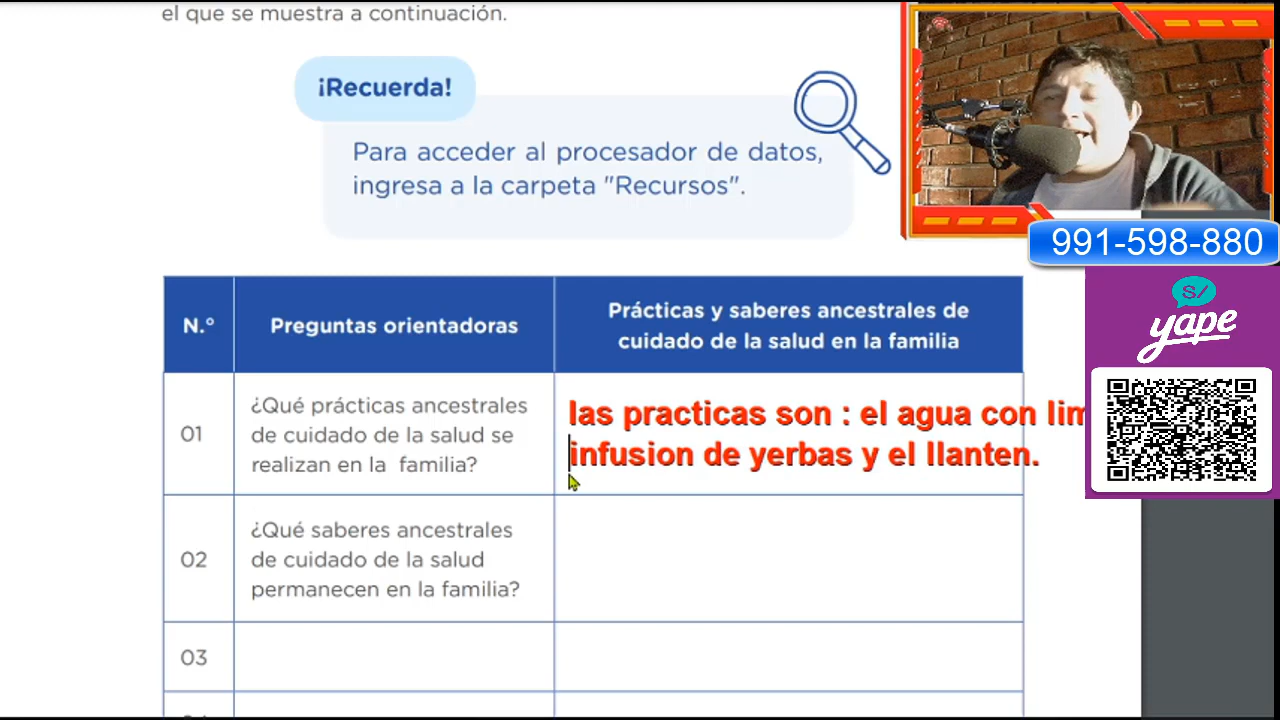 el que se muestra a continuación.
¡Recuerda!
Para acceder al procesador de datos,
ingresa a la carpeta "Recursos".
991-598-880
S/
yape
N.°
Preguntas orientadoras
Prácticas y saberes ancestrales de
cuidado de la salud en la familia
01
¿Qué prácticas ancestrales
de cuidado de la salud se
realizan en la familia?
las practicas son : el agua con lim
infusion de yerbas y el llanten.
02
¿Qué saberes ancestrales
de cuidado de la salud
permanecen en la familia?
03